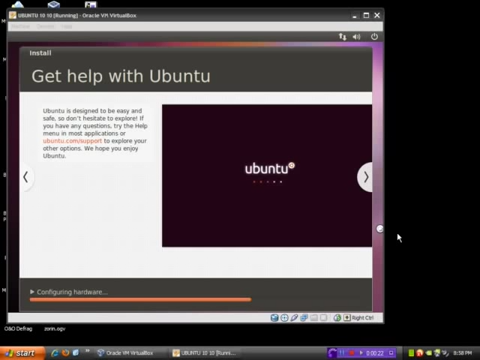 UBUNTU 10 10 [Running] - Oracle VM VirtualBox
Install
Get help with Ubuntu
Ubuntu is designed to be easy and
safe, so don't hesitate to explore! If
you have any questions, try the Help
menu in most applications or
ubuntu.com/support to explore your
other options. We hope you enjoy
Ubuntu.
ubuntu
Configuring hardware...
Right Ctrl
O&O Defrag
zorin.ogv
start
Oracle VM VirtualBox
UBUNTU 10 10 [Runn...
0:00:22
8:58 PM